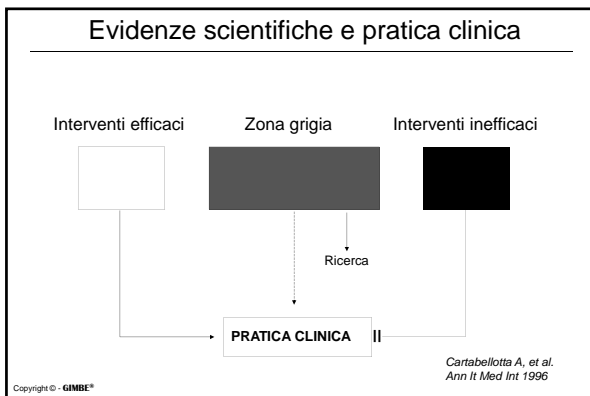 Evidenze scientifiche e pratica clinica
Interventi efficaci
Zona grigia
Interventi inefficaci
Ricerca
PRATICA CLINICA
Cartabellotta A, et al.
Ann It Med Int 1996
Copyright © - GIMBE®